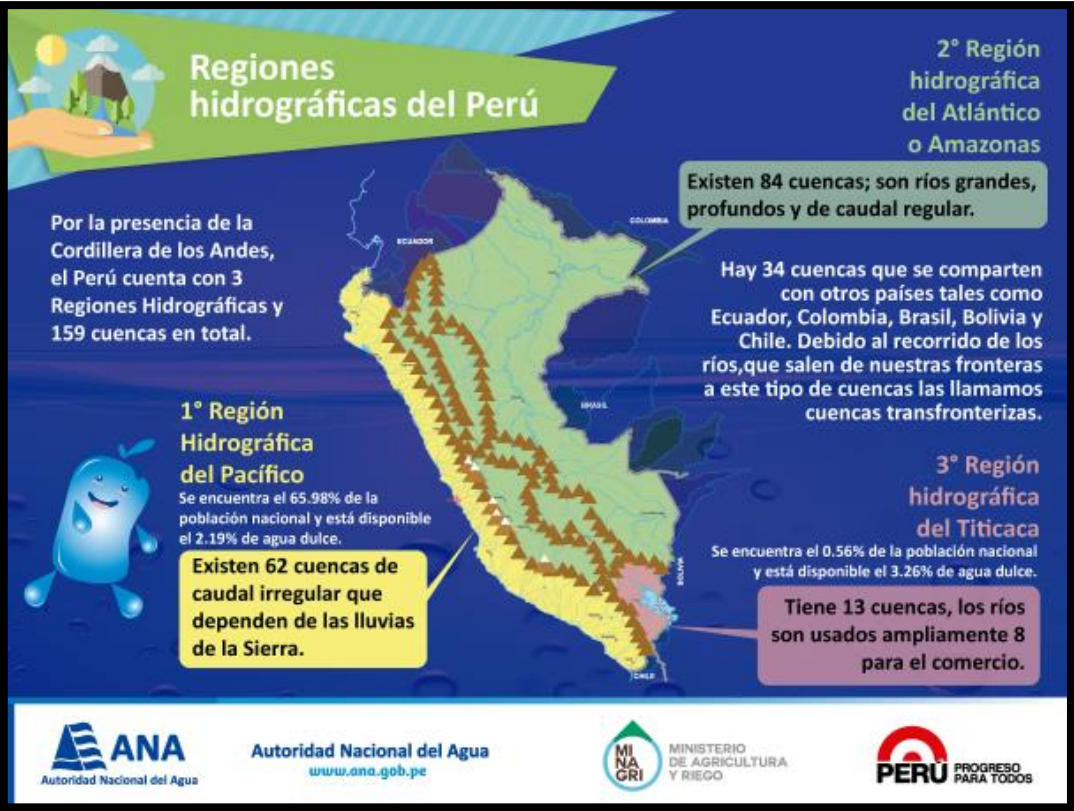 Regiones
hidrográficas del Perú
2° Región
hidrográfica
del Atlántico
o Amazonas
Existen 84 cuencas; son ríos grandes,
profundos y de caudal regular.
Por la presencia de la
Cordillera de los Andes,
el Perú cuenta con 3
Regiones Hidrográficas y
159 cuencas en total.
COLOMBIA
ECUADOR
Hay 34 cuencas que se comparten
con otros países tales como
Ecuador, Colombia, Brasil, Bolivia y
Chile. Debido al recorrido de los
ríos,que salen de nuestras fronteras
a este tipo de cuencas las llamamos
cuencas transfronterizas.
BRASIL
1° Región
Hidrográfica
del Pacífico
Se encuentra el 65.98% de la
población nacional y está disponible
el 2.19% de agua dulce.
Existen 62 cuencas de
caudal irregular que
dependen de las lluvias
de la Sierra.
3° Región
hidrográfica
del Titicaca
Se encuentra el 0.56% de la población nacional
y está disponible el 3.26% de agua dulce.
BOLIVIA
Tiene 13 cuencas, los ríos
son usados ampliamente 8
para el comercio.
CHILE
ANA
Autoridad Nacional del Agua
Autoridad Nacional del Agua
www.ana.gob.pe
MI
NA
GRI
MINISTERIO
DE AGRICULTURA
Y RIEGO
PERÚ
PROGRESO
PARA TODOS